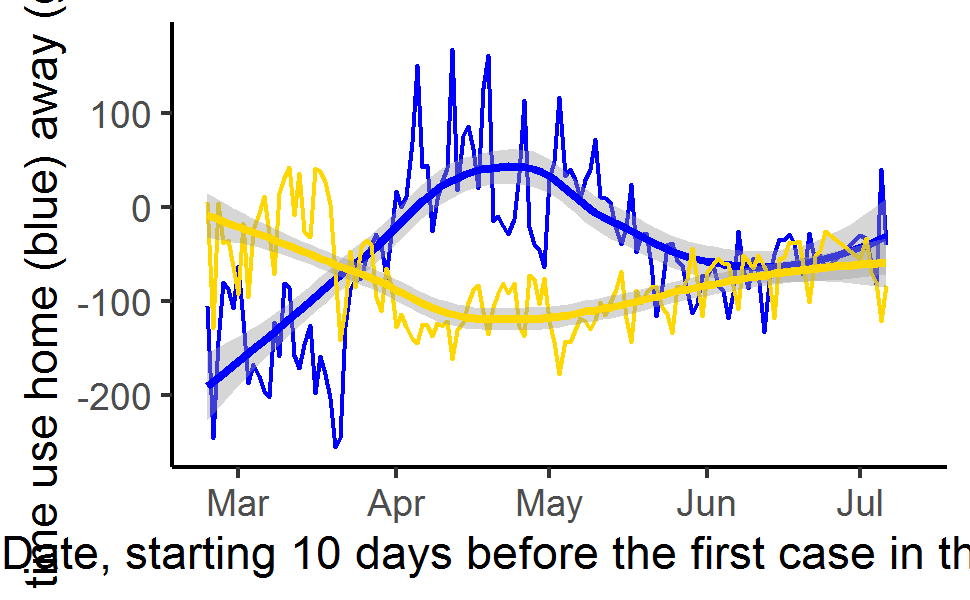 time use home (blue) away (
100
0
-100
-200
Mar Apr May Jun Jul
Date, starting 10 days before the first case in th